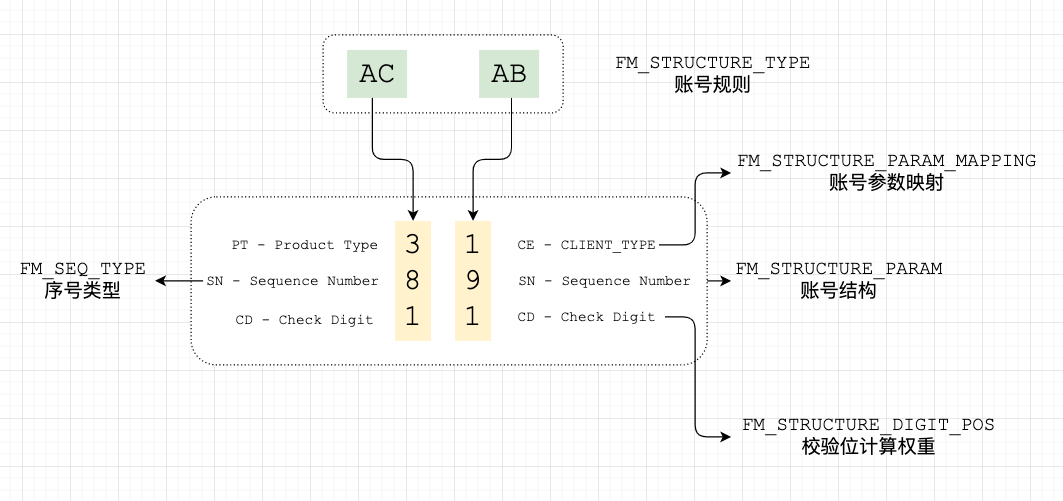 AC
AB
FM_STRUCTURE_TYPE
账号规则
FM_STRUCTURE_PARAM_MAPPING
账号参数映射
PT - Product Type
3
1
CE - CLIENT_TYPE
FM_SEQ_TYPE
序号类型
SN - Sequence Number
8
9
SN - Sequence Number
FM_STRUCTURE_PARAM
账号结构
CD - Check Digit
1
1
CD - Check Digit
FM_STRUCTURE_DIGIT_POS
校验位计算权重